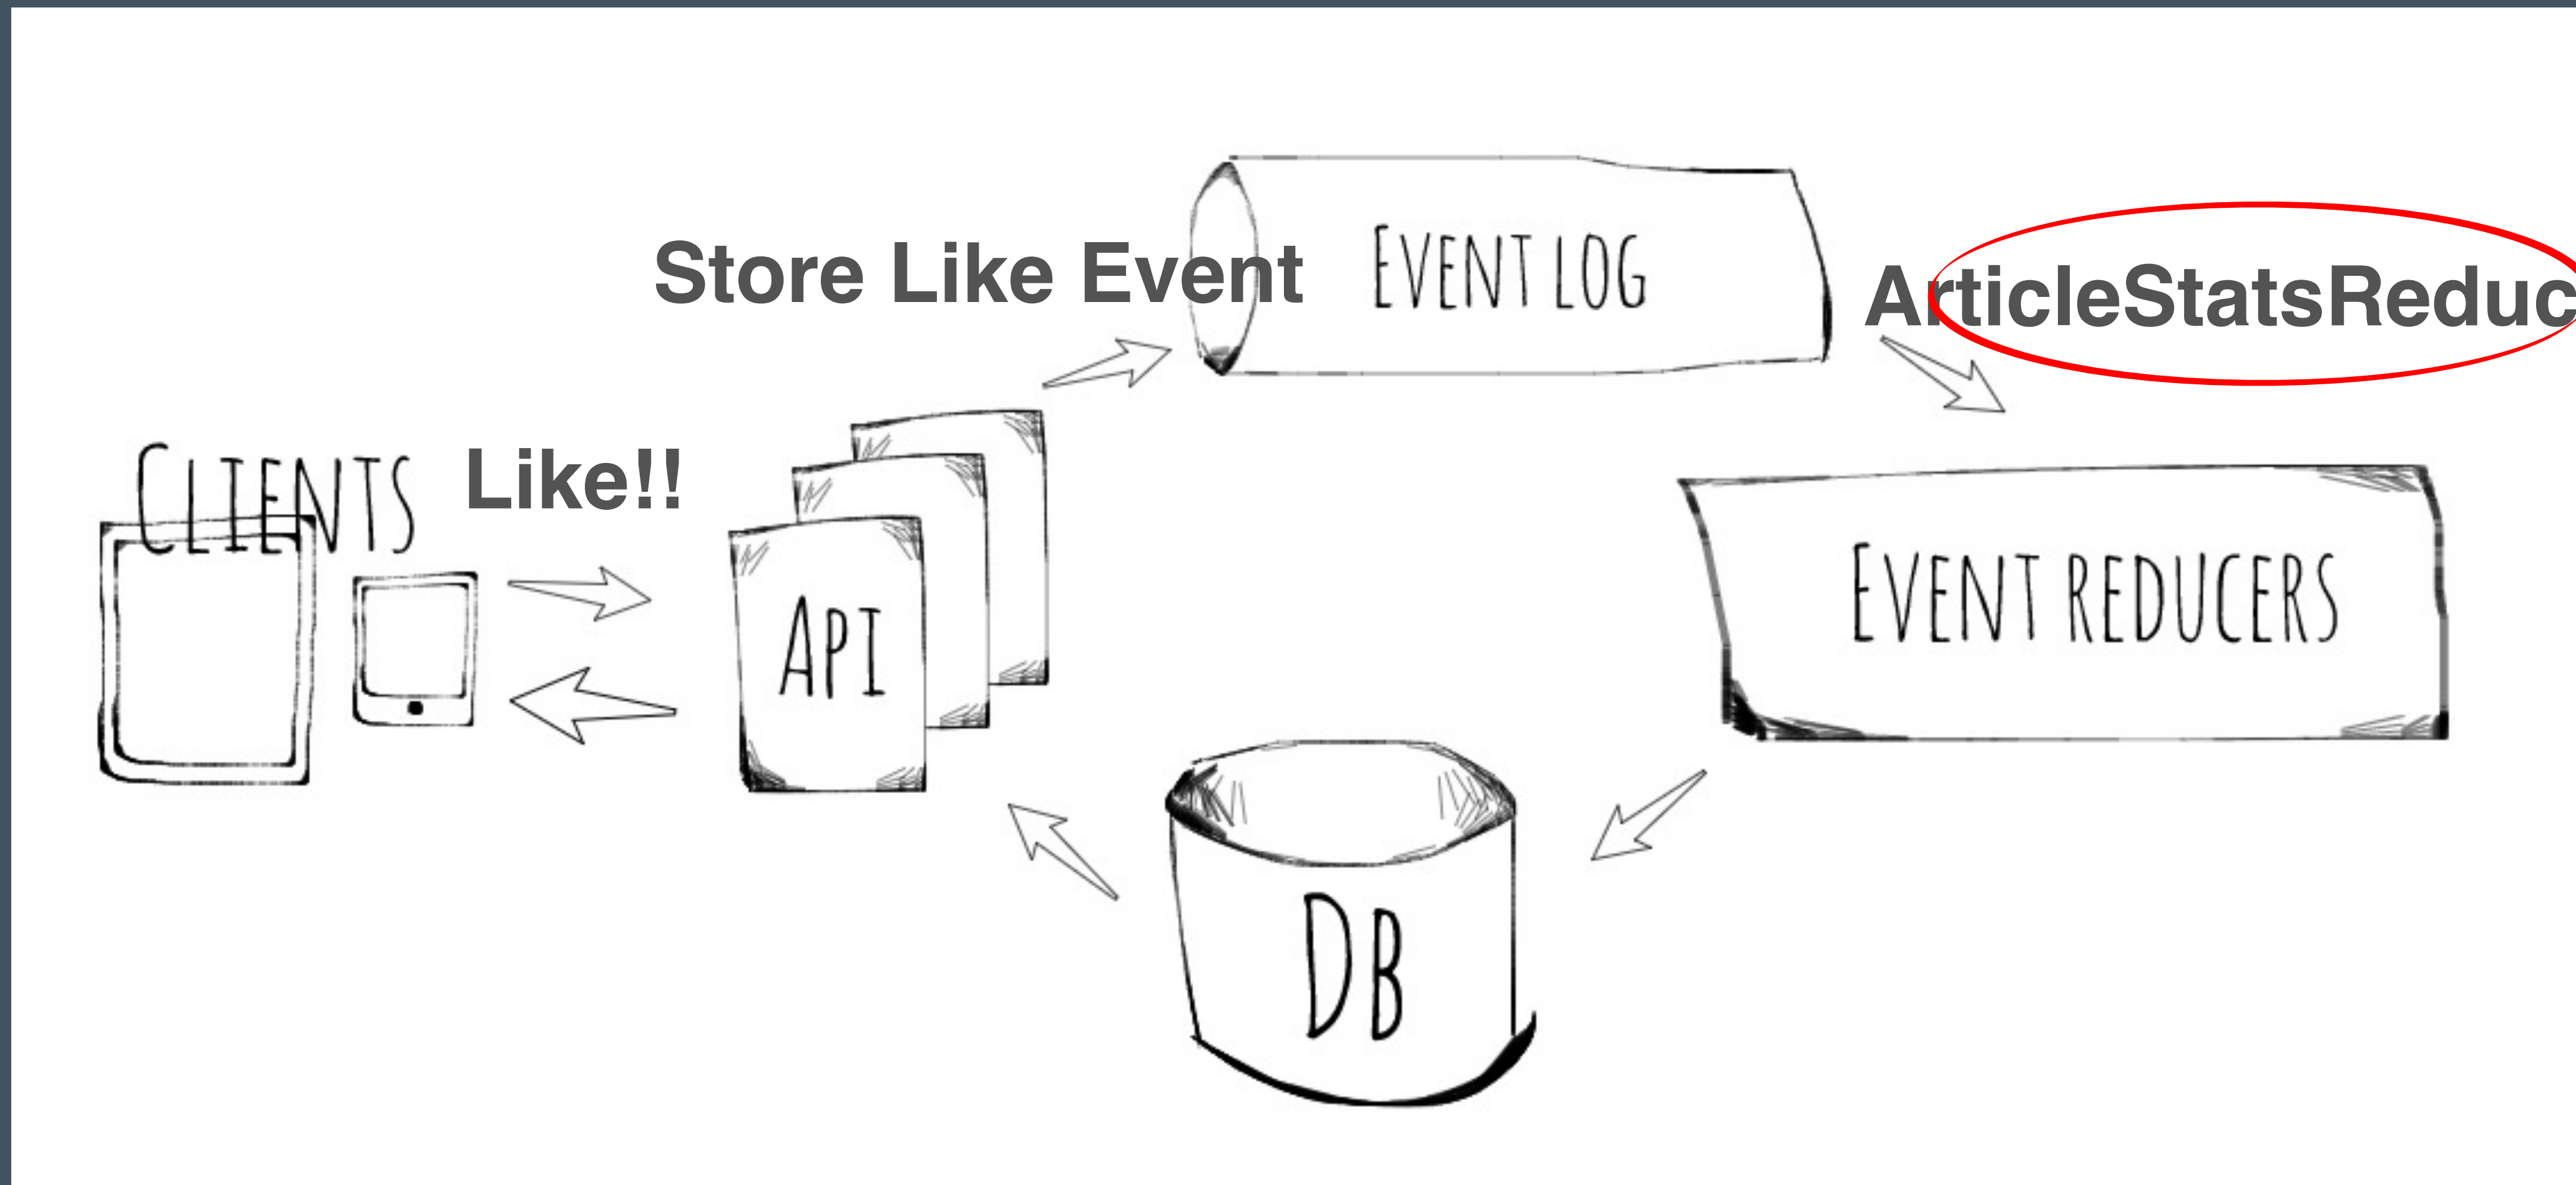 Store Like Event
EVENT LOG
ArticleStatsReduc
CLIENTS
Like!!
API
EVENT REDUCERS
DB